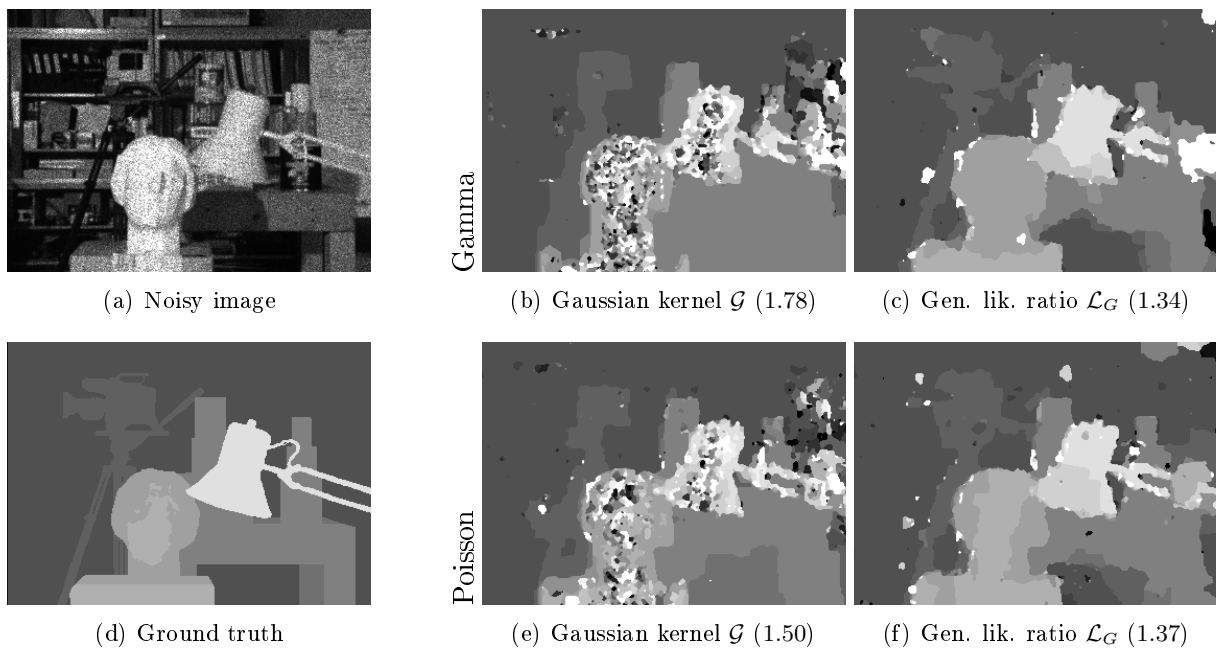 Gamma
(a) Noisy image
(b) Gaussian kernel 𝒢 (1.78)
(c) Gen. lik. ratio ℒ_G (1.34)
Poisson
(d) Ground truth
(e) Gaussian kernel 𝒢 (1.50)
(f) Gen. lik. ratio ℒ_G (1.37)